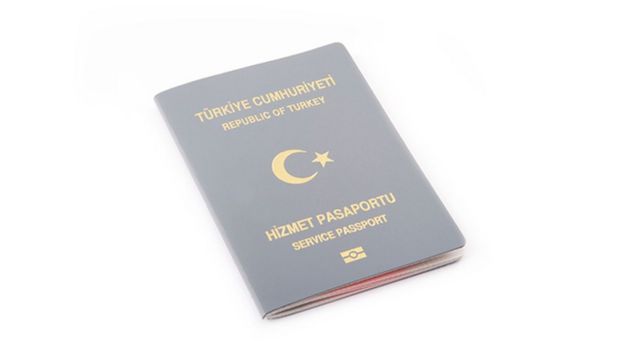 TÜRKİYE CUMHURİYETİ
REPUBLIC OF TURKEY
HİZMET PASAPORTU
SERVICE PASSPORT